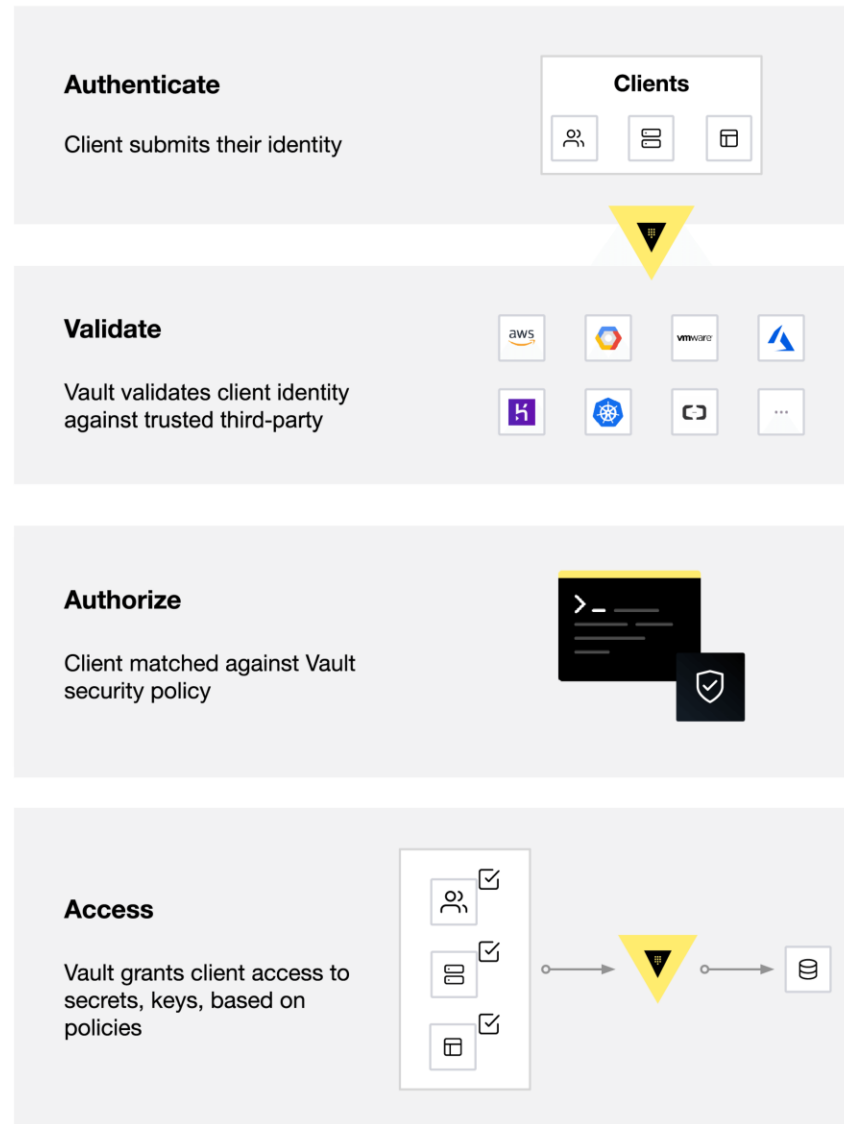 Authenticate
Client submits their identity
Clients
Validate
Vault validates client identity
against trusted third-party
aws
vmware
Authorize
Client matched against Vault
security policy
Access
Vault grants client access to
secrets, keys, based on
policies